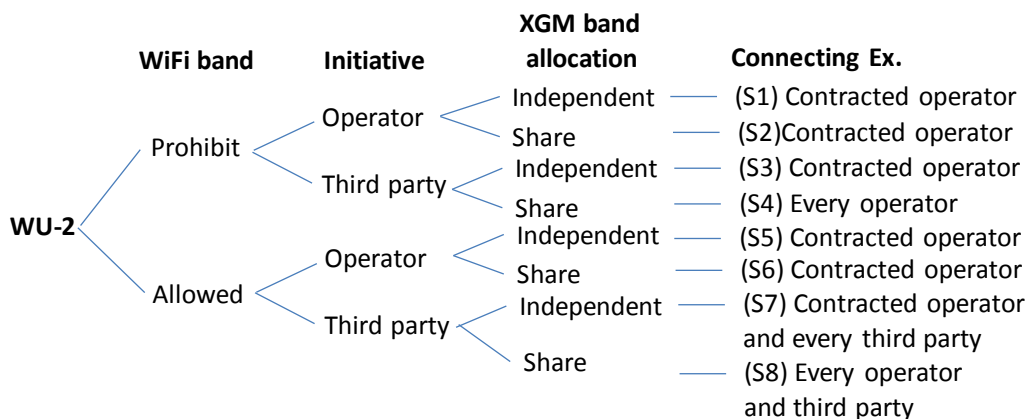 XGM band
WiFi band Initiative allocation Connecting Ex.
Independent (S1) Contracted operator
Operator
Share (S2)Contracted operator
Prohibit
Independent (S3) Contracted operator
Third party
Share (S4) Every operator
WU-2
Independent (S5) Contracted operator
Operator
Share (S6) Contracted operator
Allowed
Independent (S7) Contracted operator
Third party
and every third party
Share
(S8) Every operator
and third party